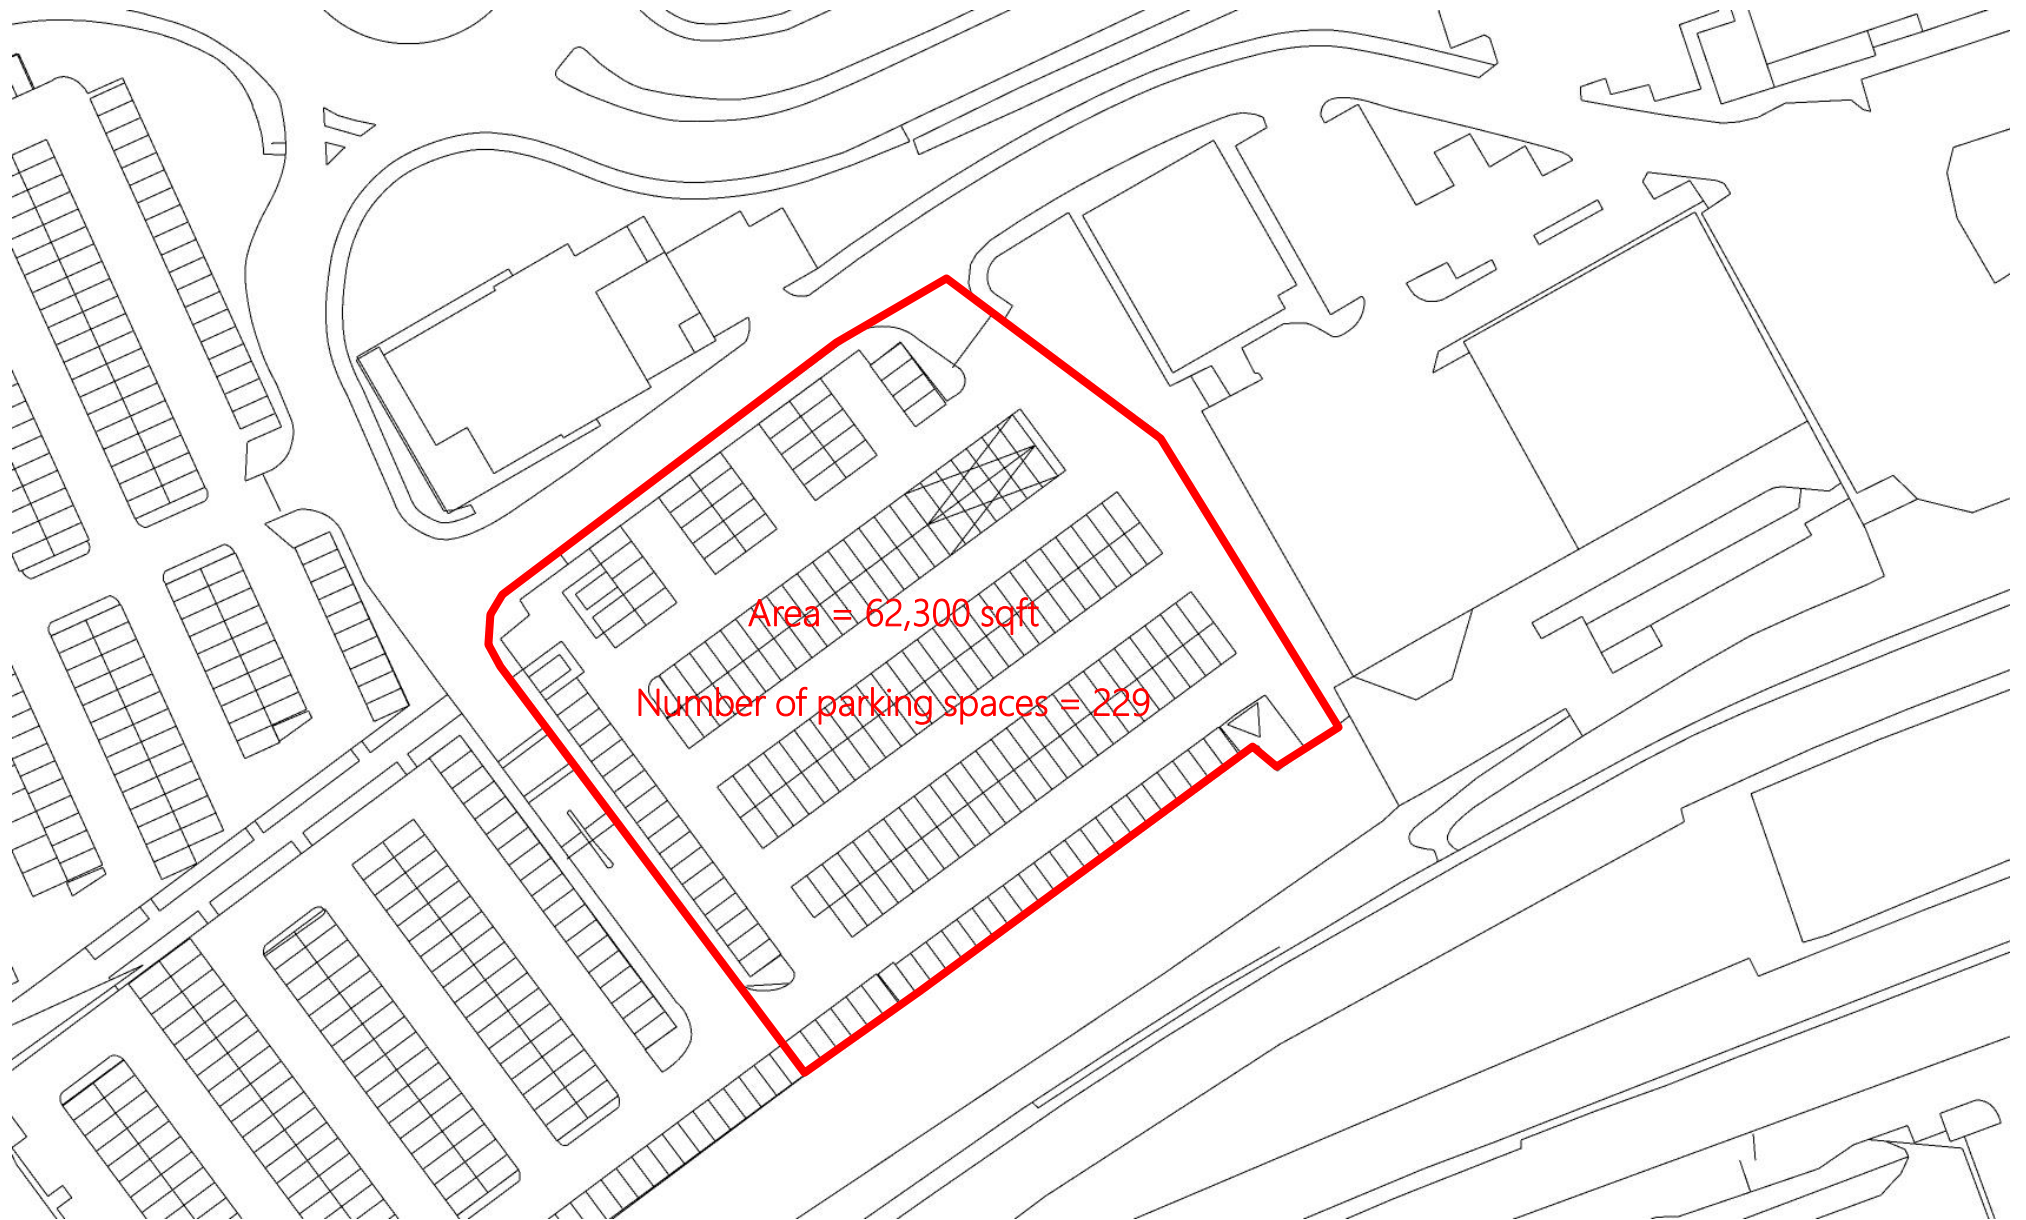 Area = 62,300 sqft
Number of parking spaces = 229